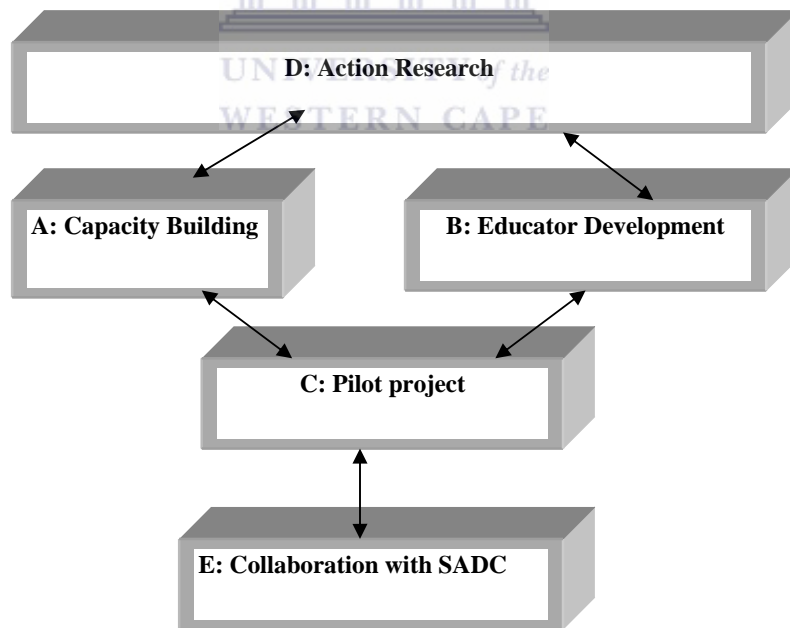 D: Action Research
UNIVERSITY of the
WESTERN CAPE
A: Capacity Building
B: Educator Development
C: Pilot project
E: Collaboration with SADC